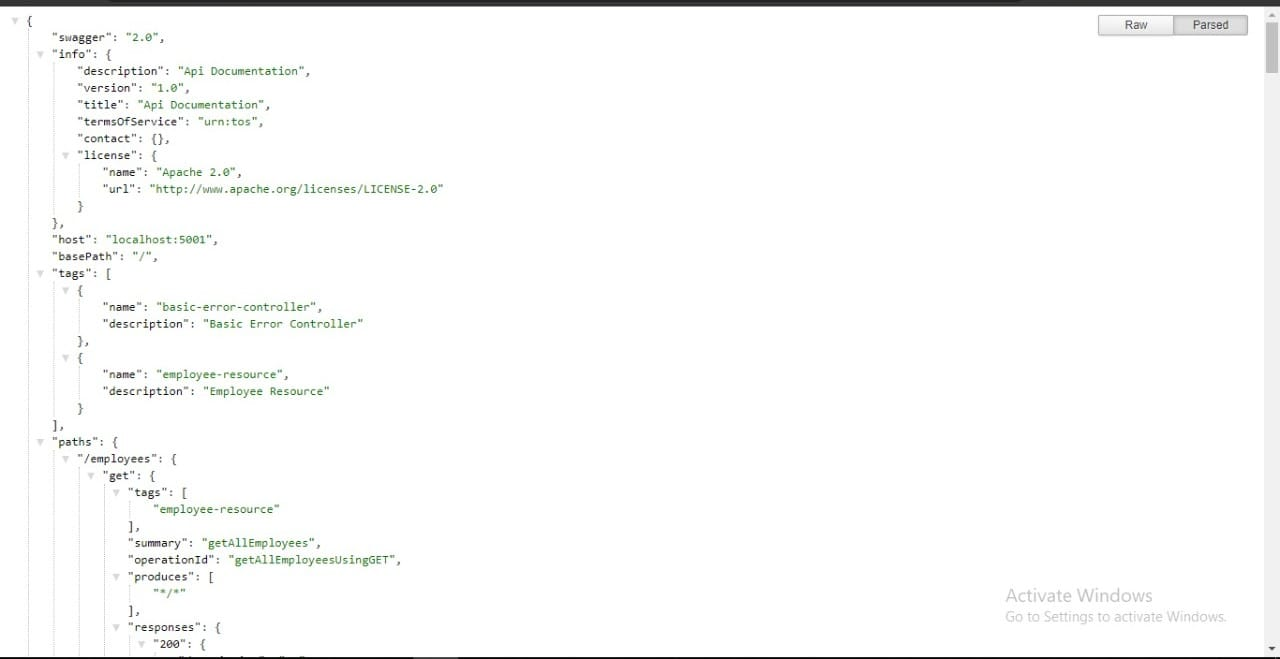 {
Raw Parsed
"swagger": "2.0",
"info": {
"description": "Api Documentation",
"version": "1.0",
"title": "Api Documentation",
"termsOfService": "urn:tos",
"contact": {},
"license": {
"name": "Apache 2.0",
"url": "http://www.apache.org/licenses/LICENSE-2.0"
}
},
"host": "localhost:5001",
"basePath": "/",
"tags": [
{
"name": "basic-error-controller",
"description": "Basic Error Controller"
},
{
"name": "employee-resource",
"description": "Employee Resource"
}
],
"paths": {
"/employees": {
"get": {
"tags": [
"employee-resource"
],
"summary": "getAllEmployees",
"operationId": "getAllEmployeesUsingGET",
"produces": [
"*/*"
],
"responses": {
"200": {
Activate Windows
Go to Settings to activate Windows.